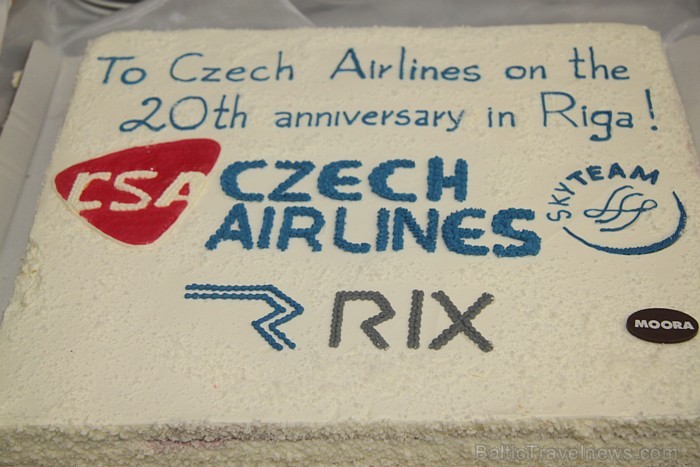 To Czech Airlines on the
20th anniversary in Riga!
CSA
CZECH
AIRLINES
SKYTEAM
RIX
MOORA
BalticTravelnews.com